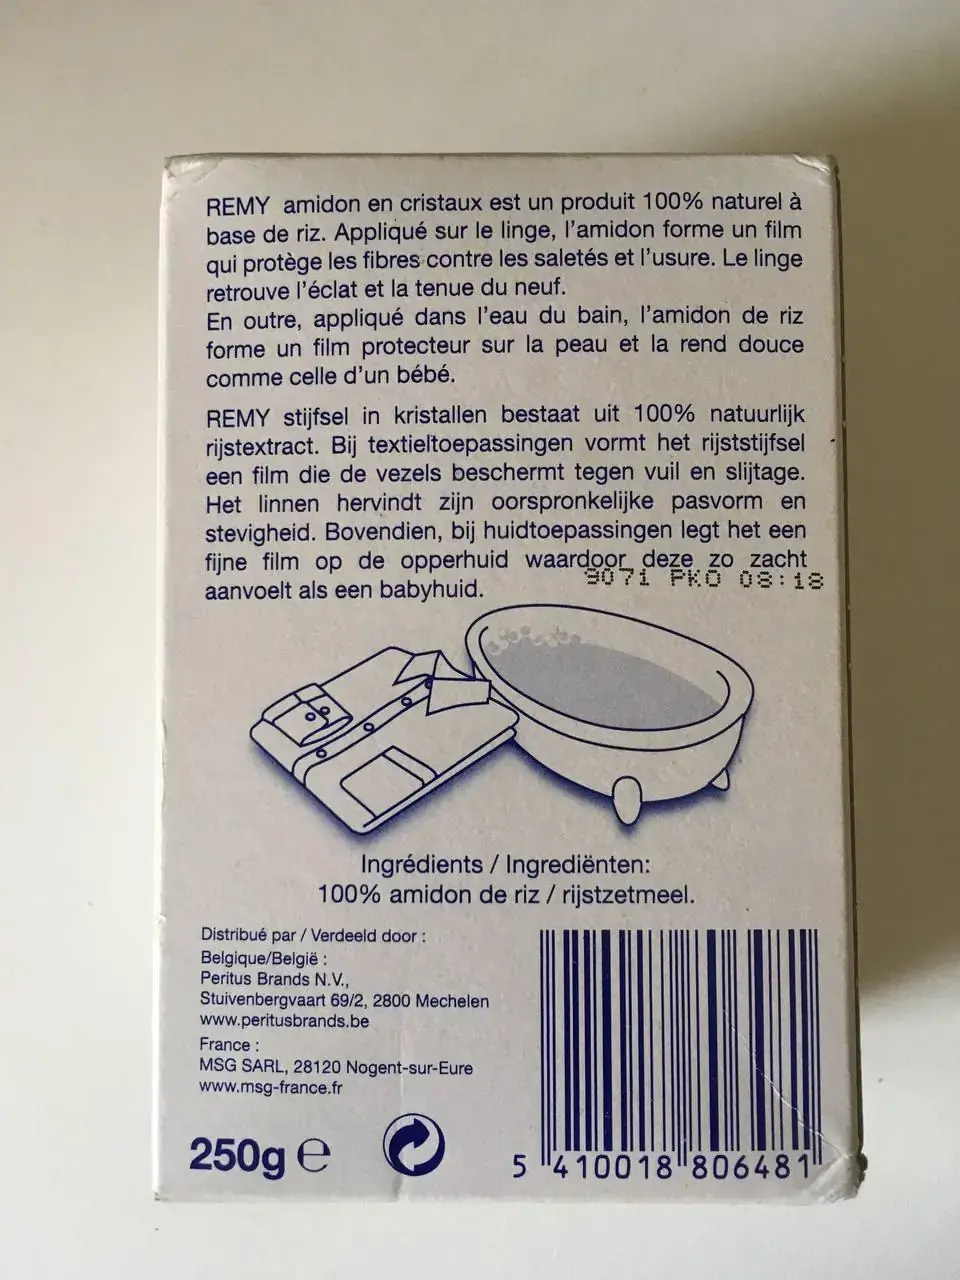 REMY amidon en cristaux est un produit 100% naturel à
base de riz. Appliqué sur le linge, l'amidon forme un film
qui protège les fibres contre les saletés et l'usure. Le linge
retrouve l'éclat et la tenue du neuf.
En outre, appliqué dans l'eau du bain, l'amidon de riz
forme un film protecteur sur la peau et la rend douce
comme celle d'un bébé.
REMY stijfsel in kristallen bestaat uit 100% natuurlijk
rijstextract. Bij textieltoepassingen vormt het rijststijfsel
een film die de vezels beschermt tegen vuil en slijtage.
Het linnen hervindt zijn oorspronkelijke pasvorm en
stevigheid. Bovendien, bij huidtoepassingen legt het een
fijne film op de opperhuid waardoor deze zo zacht
aanvoelt als een babyhuid.
9071 PKO 08:18
Ingrédients / Ingrediënten:
100% amidon de riz / rijstzetmeel.
Distribué par / Verdeeld door :
Belgique/België :
Peritus Brands N.V.,
Stuivenbergvaart 69/2, 2800 Mechelen
www.peritusbrands.be
France :
MSG SARL, 28120 Nogent-sur-Eure
www.msg-france.fr
250g ℮
5 410018 806481